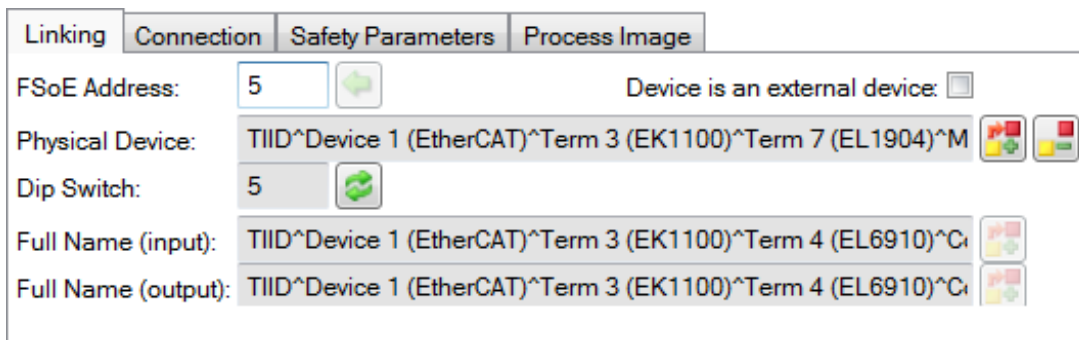 Linking Connection Safety Parameters Process Image
FSoE Address: 5 Device is an external device:
Physical Device: TIID^Device 1 (EtherCAT)^Term 3 (EK1100)^Term 7 (EL1904)^M
Dip Switch: 5
Full Name (input): TIID^Device 1 (EtherCAT)^Term 3 (EK1100)^Term 4 (EL6910)^Co
Full Name (output): TIID^Device 1 (EtherCAT)^Term 3 (EK1100)^Term 4 (EL6910)^Co